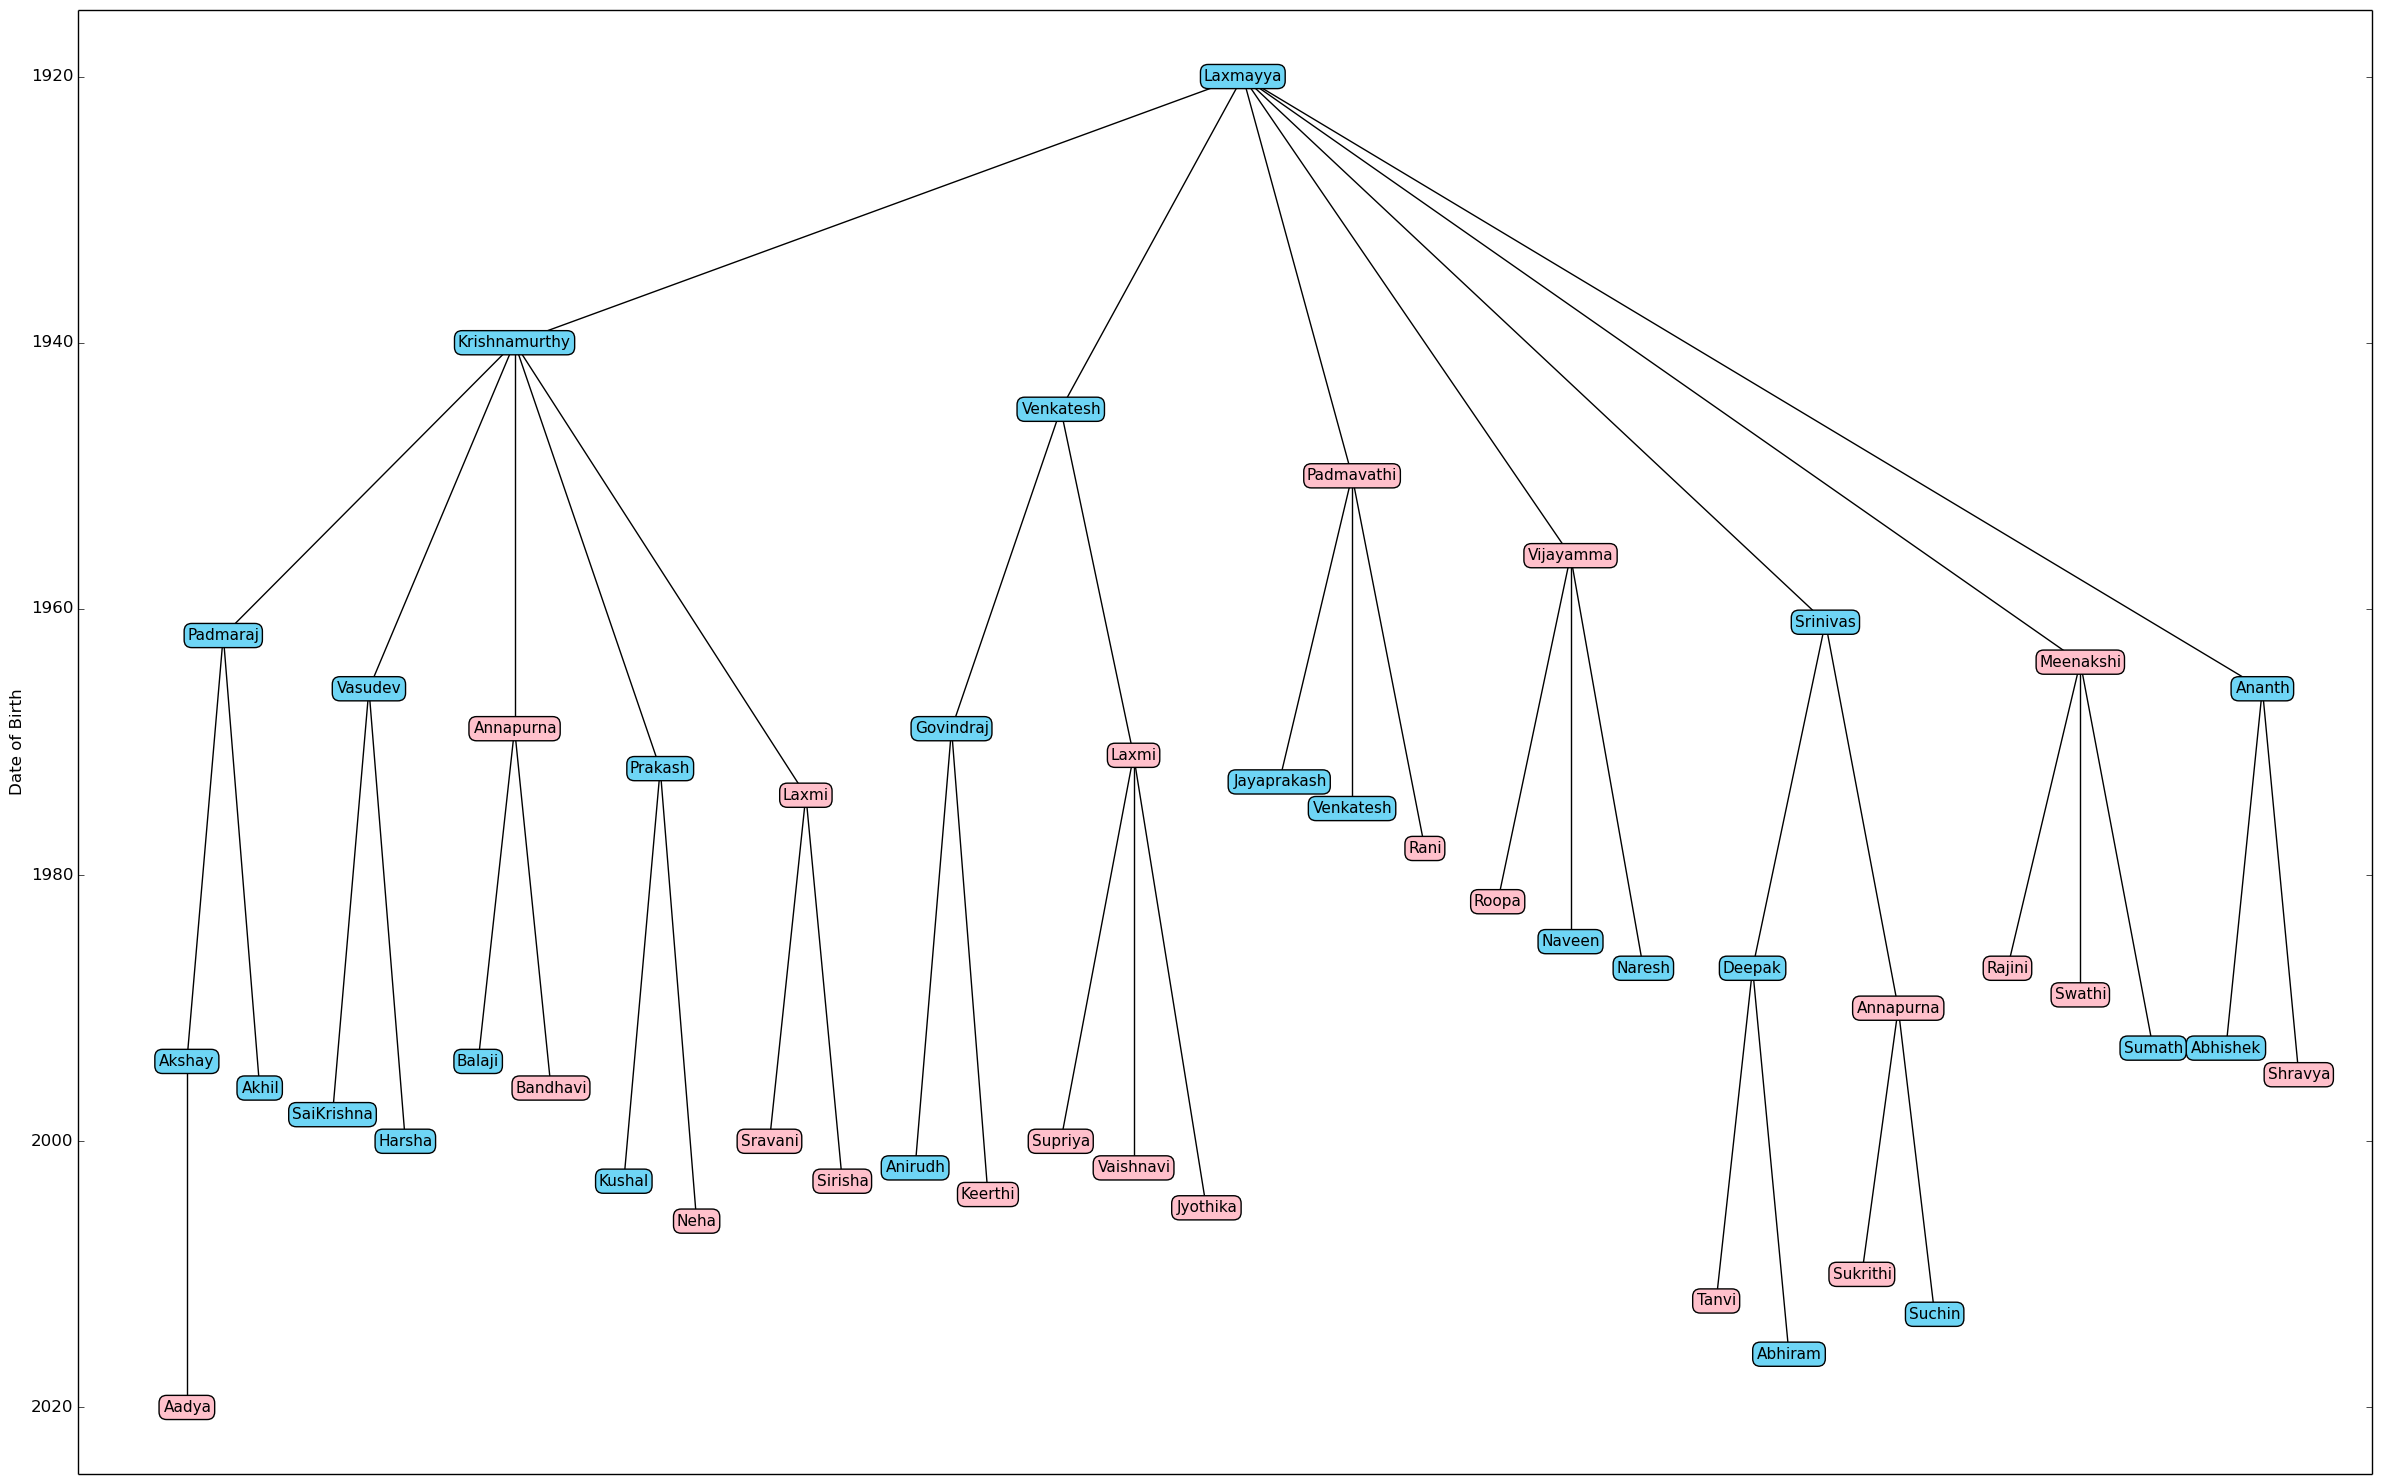 1920
Laxmayya
1940
Krishnamurthy
Venkatesh
Padmavathi
Vijayamma
1960
Srinivas
Padmaraj
Meenakshi
Vasudev
Ananth
Annapurna
Govindraj
Date of Birth
Laxmi
Prakash
Jayaprakash
Laxmi
Venkatesh
Rani
1980
Roopa
Naveen
Naresh
Deepak
Rajini
Swathi
Annapurna
Sumath
Abhishek
Akshay
Balaji
Shravya
Akhil
Bandhavi
SaiKrishna
2000
Harsha
Sravani
Supriya
Anirudh
Vaishnavi
Kushal
Sirisha
Keerthi
Jyothika
Neha
Sukrithi
Tanvi
Suchin
Abhiram
2020
Aadya